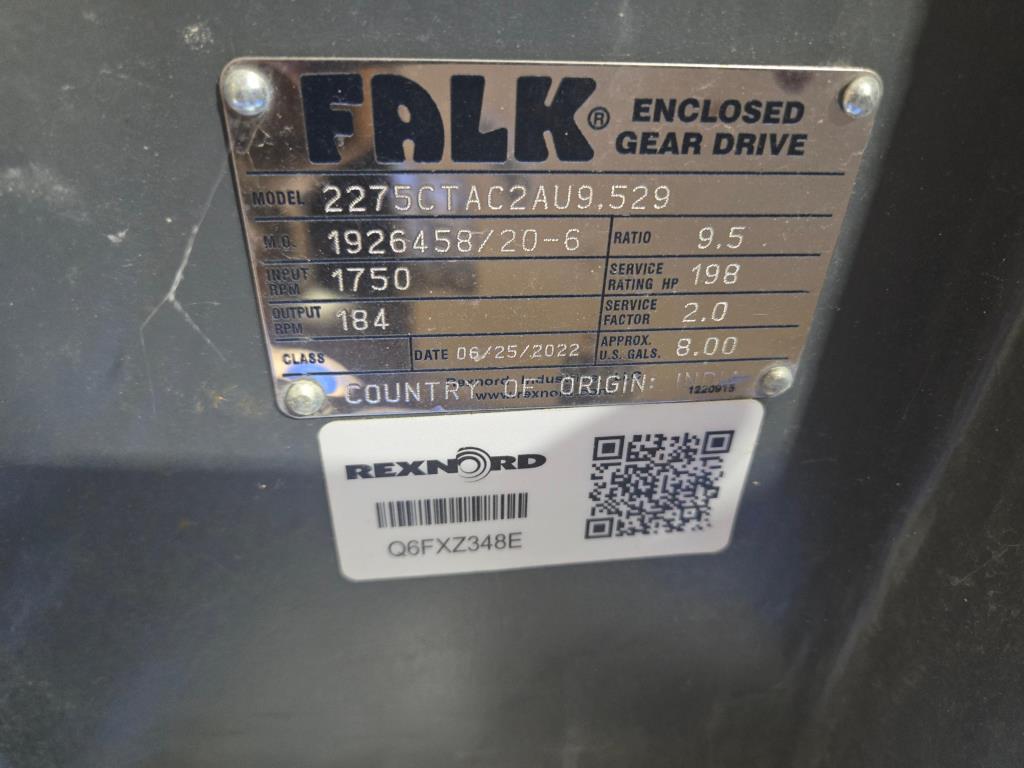 FALK® ENCLOSED
GEAR DRIVE
MODEL 2275CTAC2AU9.529
M.O. 1926458/20-6 RATIO 9.5
INPUT RPM 1750 SERVICE RATING HP 198
OUTPUT RPM 184 SERVICE FACTOR 2.0
CLASS DATE 06/25/2022 APPROX. U.S. GALS. 8.00
COUNTRY OF ORIGIN:
1220915
REXNORD
Q6FXZ348E